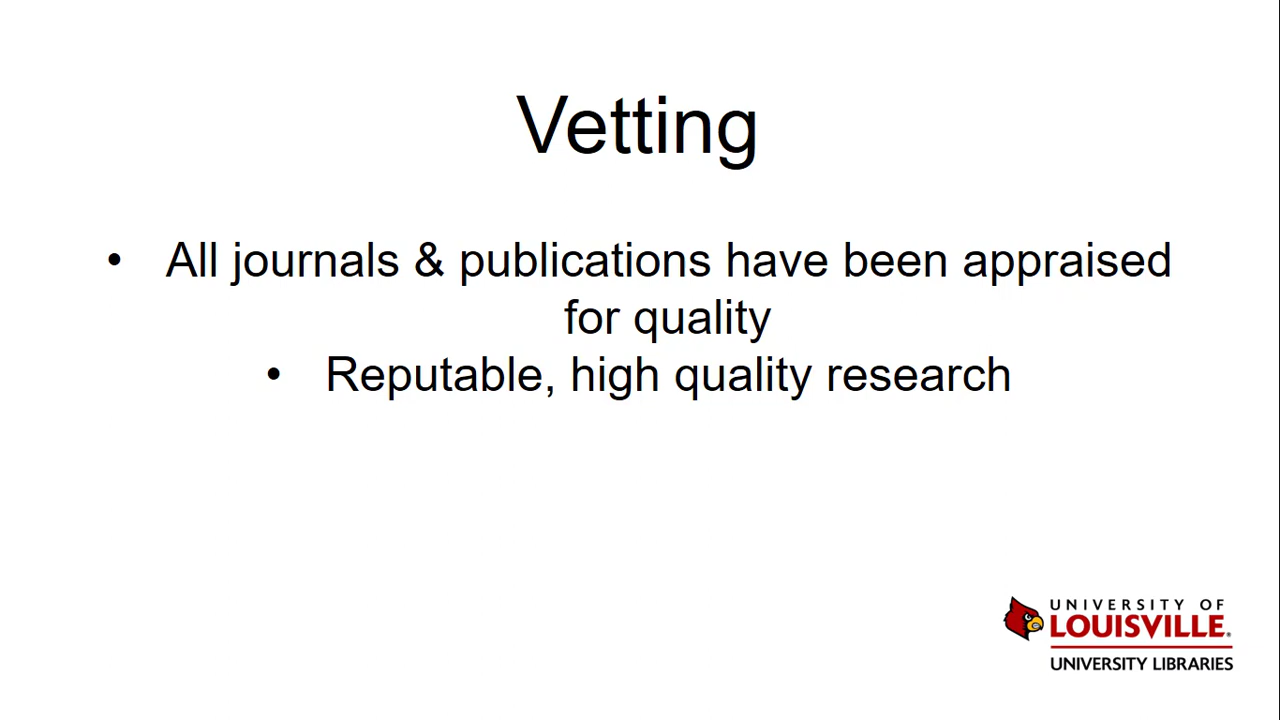 Vetting
• All journals & publications have been appraised
for quality
• Reputable, high quality research
UNIVERSITY OF
LOUISVILLE.
UNIVERSITY LIBRARIES